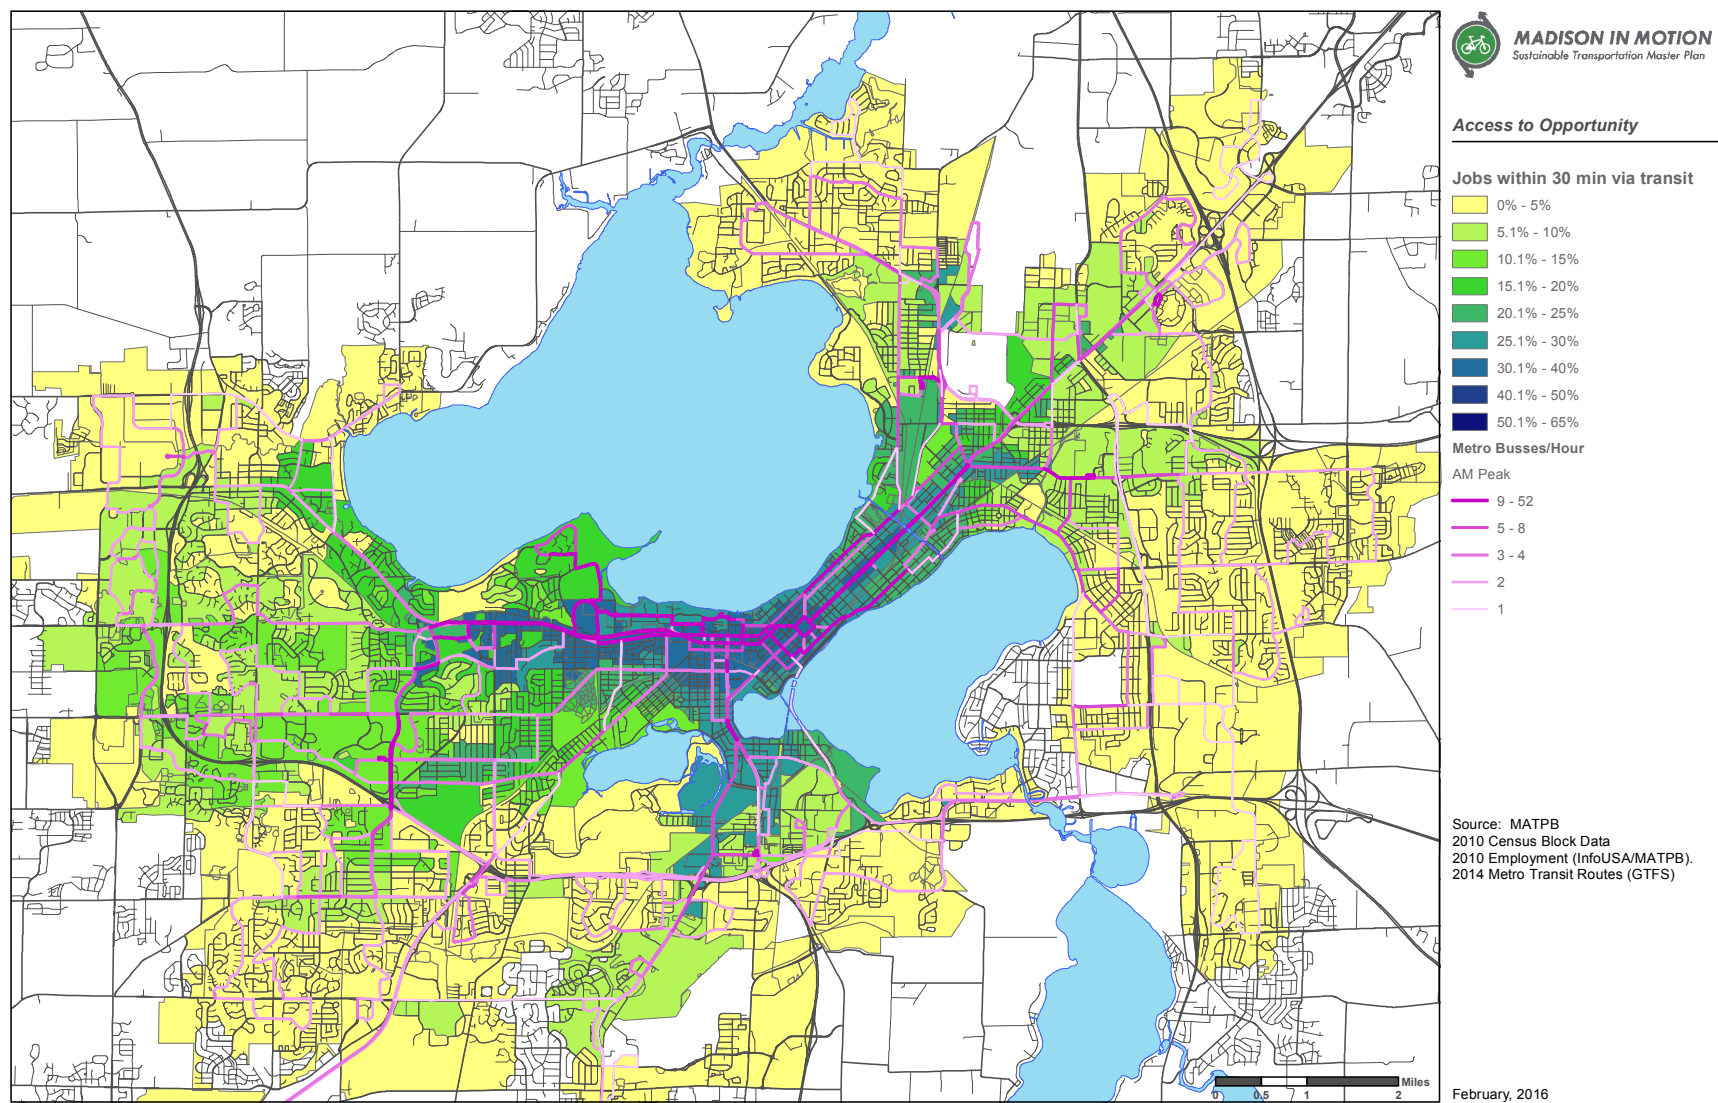 MADISON IN MOTION
Sustainable Transportation Master Plan
Access to Opportunity
Jobs within 30 min via transit
0% - 5%
5.1% - 10%
10.1% - 15%
15.1% - 20%
20.1% - 25%
25.1% - 30%
30.1% - 40%
40.1% - 50%
50.1% - 65%
Metro Busses/Hour
AM Peak
9 - 52
5 - 8
3 - 4
2
1
Source: MATPB
2010 Census Block Data
2010 Employment (InfoUSA/MATPB).
2014 Metro Transit Routes (GTFS)
Miles
0 0.5 1 2
February, 2016